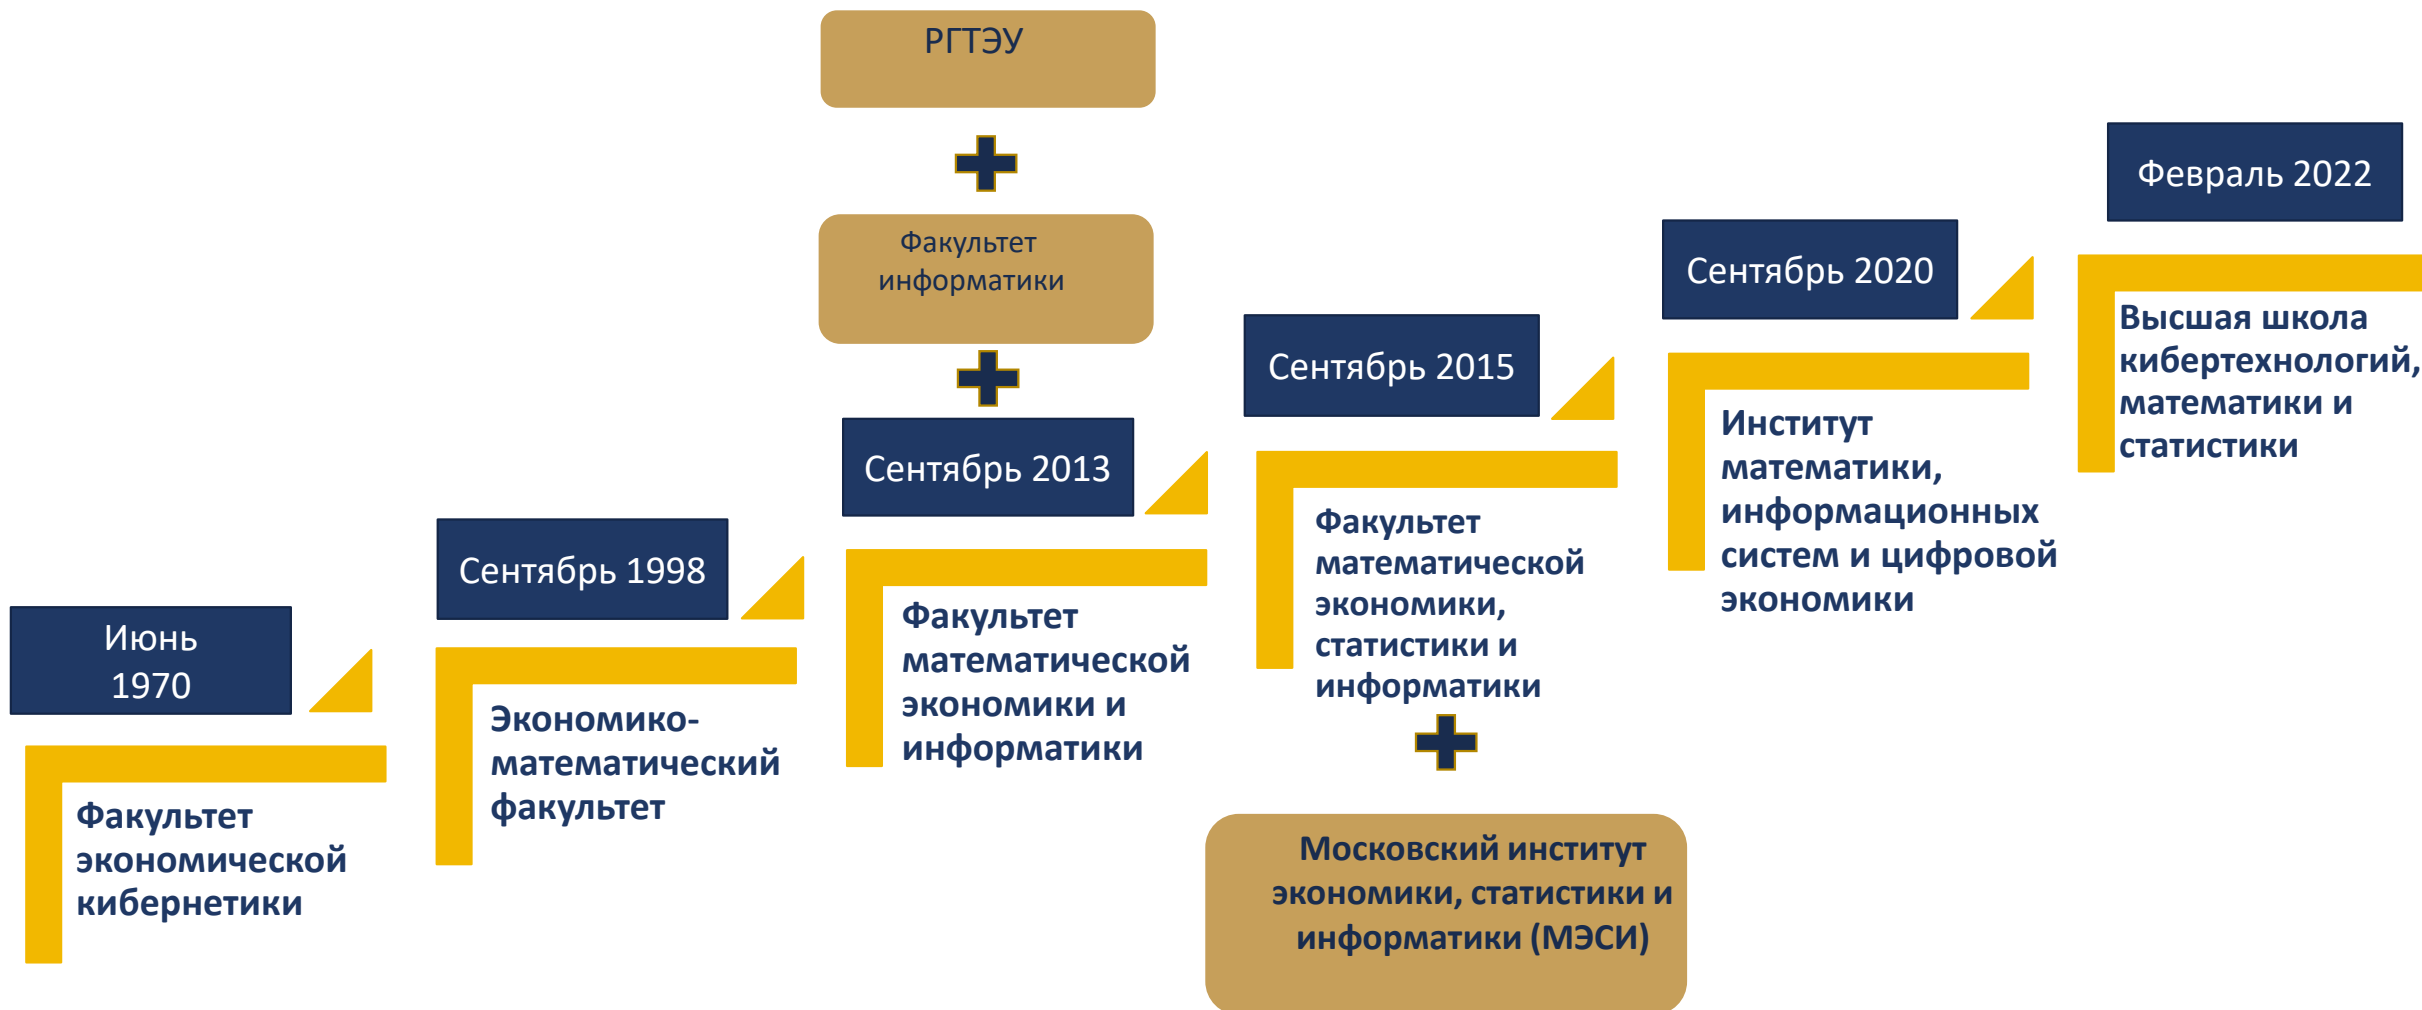 Июнь
1970
Факультет
экономической
кибернетики
Сентябрь 1998
Экономико-
математический
факультет
РГТЭУ
Факультет
информатики
Сентябрь 2013
Факультет
математической
экономики и
информатики
Сентябрь 2015
Факультет
математической
экономики,
статистики и
информатики
Московский институт
экономики, статистики и
информатики (МЭСИ)
Сентябрь 2020
Институт
математики,
информационных
систем и цифровой
экономики
Февраль 2022
Высшая школа
кибертехнологий,
математики и
статистики